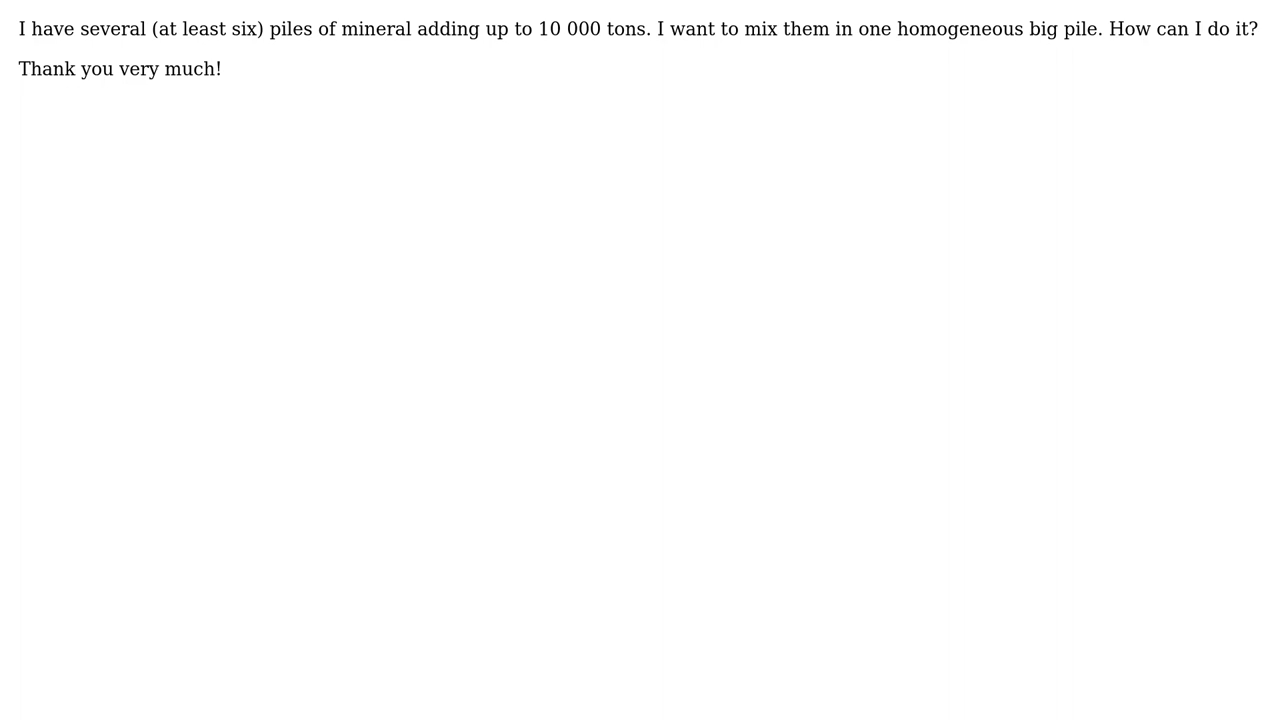 I have several (at least six) piles of mineral adding up to 10 000 tons. I want to mix them in one homogeneous big pile. How can I do it?
Thank you very much!